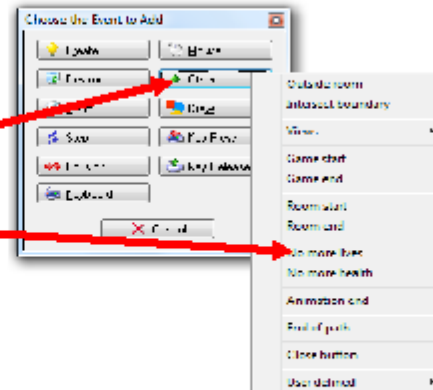 Choose the Event to Add
Create
Mouse
Destroy
Other
Draw
Step
Key Press
Key Release
Keyboard
Cancel
Outside room
Intersect boundary
Views
Game start
Game end
Room start
Room end
No more lives
No more health
Animation end
End of path
Close button
User defined